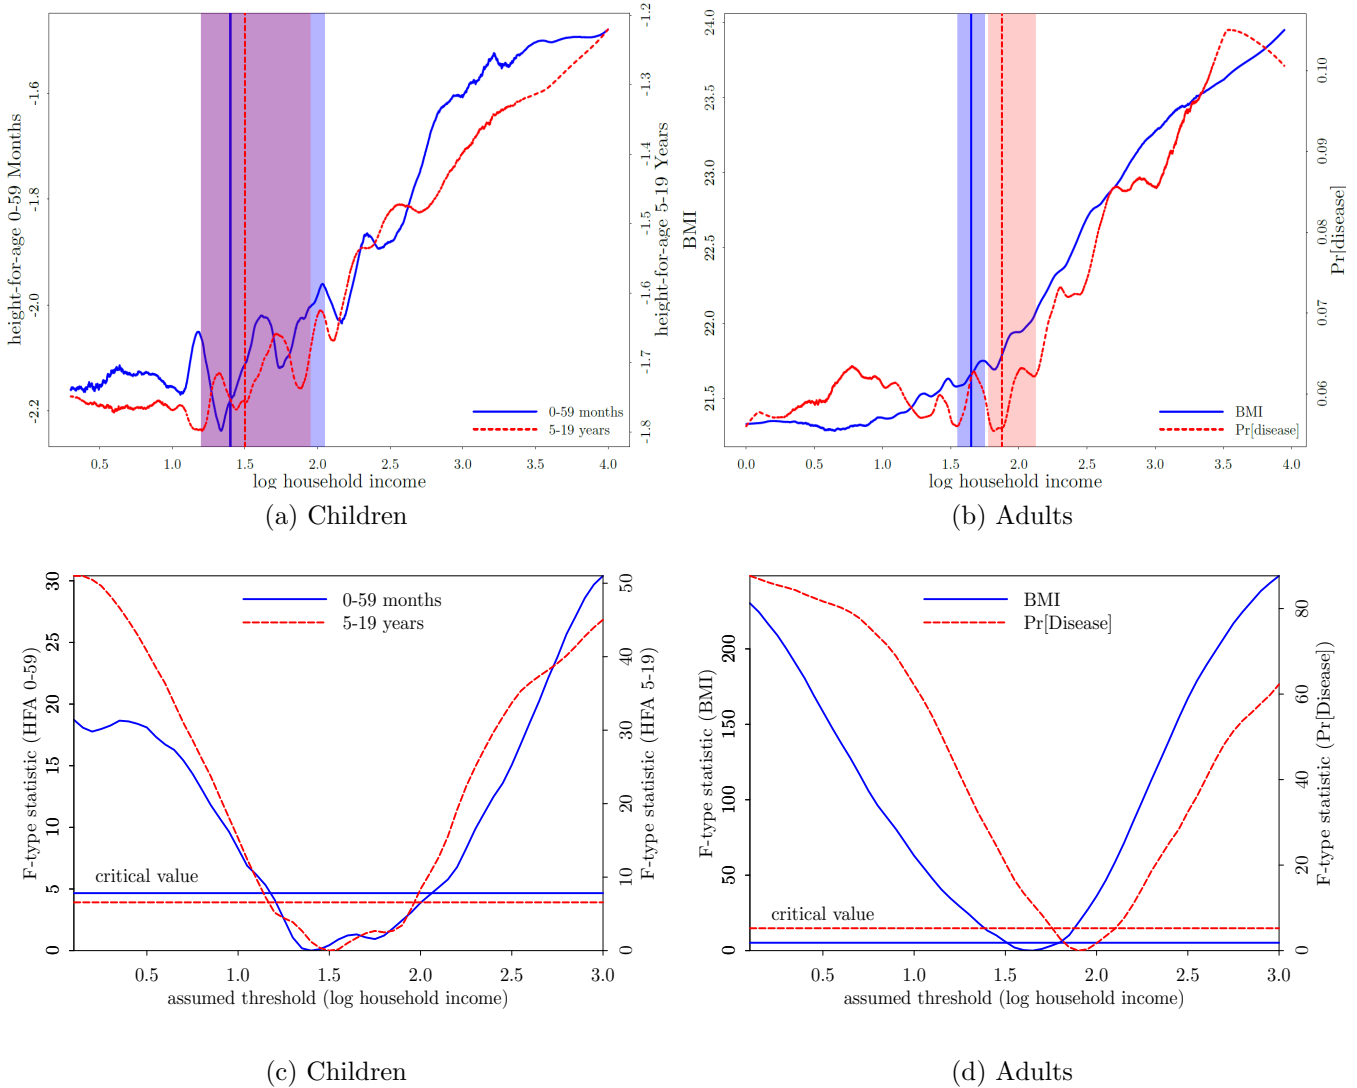 height-for-age 0-59 Months
-1.6
-1.8
-2.0
-2.2
0.5 1.0 1.5 2.0 2.5 3.0 3.5 4.0
log household income
-1.2
-1.3
-1.4
-1.5
-1.6
-1.7
-1.8
height-for-age 5-19 Years
0-59 months
5-19 years
(a) Children
BMI
24.0
23.5
23.0
22.5
22.0
21.5
0.0 0.5 1.0 1.5 2.0 2.5 3.0 3.5 4.0
log household income
0.10
0.09
0.08
0.07
0.06
Pr[disease]
BMI
Pr[disease]
(b) Adults
F-type statistic (HFA 0-59)
30
25
20
15
10
5
0
0.5 1.0 1.5 2.0 2.5 3.0
assumed threshold (log household income)
50
40
30
20
10
0
F-type statistic (HFA 5-19)
0-59 months
5-19 years
critical value
(c) Children
F-type statistic (BMI)
200
150
100
50
0
0.5 1.0 1.5 2.0 2.5 3.0
assumed threshold (log household income)
80
60
40
20
0
F-type statistic (Pr[Disease])
BMI
Pr[Disease]
critical value
(d) Adults